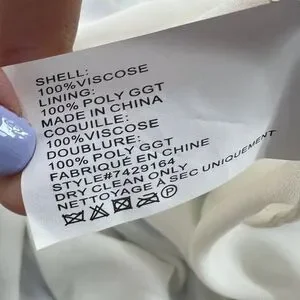 SHELL:
100%VISCOSE
LINING:
100% POLY GGT
MADE IN CHINA
COQUILLE:
100%VISCOSE
DOUBLURE:
100% POLY GGT
FABRIQUÉ EN CHINE
STYLE#7429164
DRY CLEAN ONLY
NETTOYAGE À SEC UNIQUEMENT